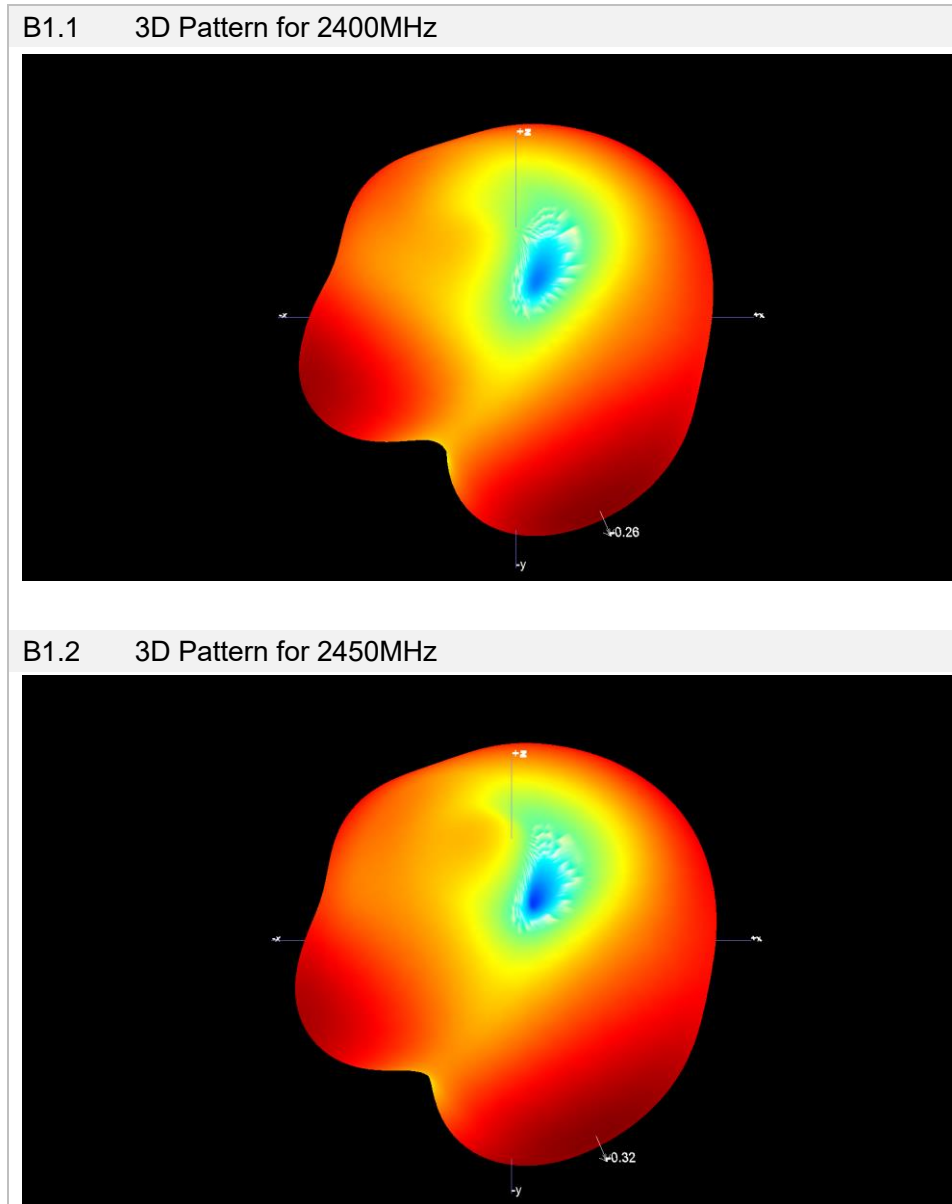 B1.1 3D Pattern for 2400MHz
+z
-x
+x
-0.26
-y
B1.2 3D Pattern for 2450MHz
+z
-x
+x
-0.32
-y